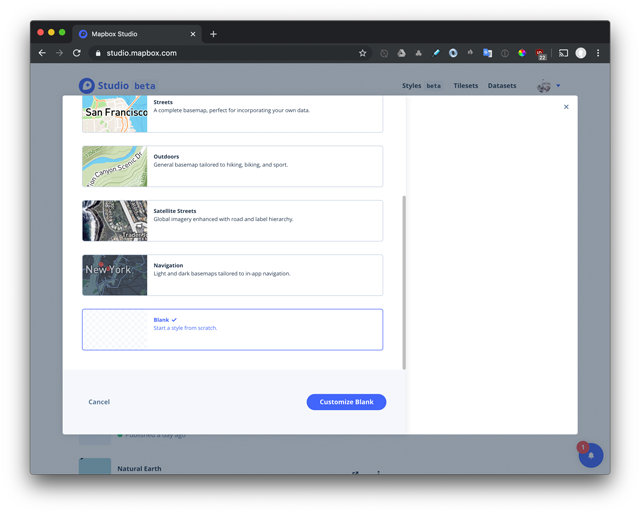 Mapbox Studio
studio.mapbox.com
22
Studio beta
Styles beta Tilesets Datasets
San Francisco
Streets
A complete basemap, perfect for incorporating your own data.
on Canyon Scenic Dr
Outdoors
General basemap tailored to hiking, biking, and sport.
Satellite Streets
Global imagery enhanced with road and label hierarchy.
New York
Navigation
Light and dark basemaps tailored to in-app navigation.
Blank
Start a style from scratch.
Cancel
Customize Blank
Published a day ago
1
Natural Earth